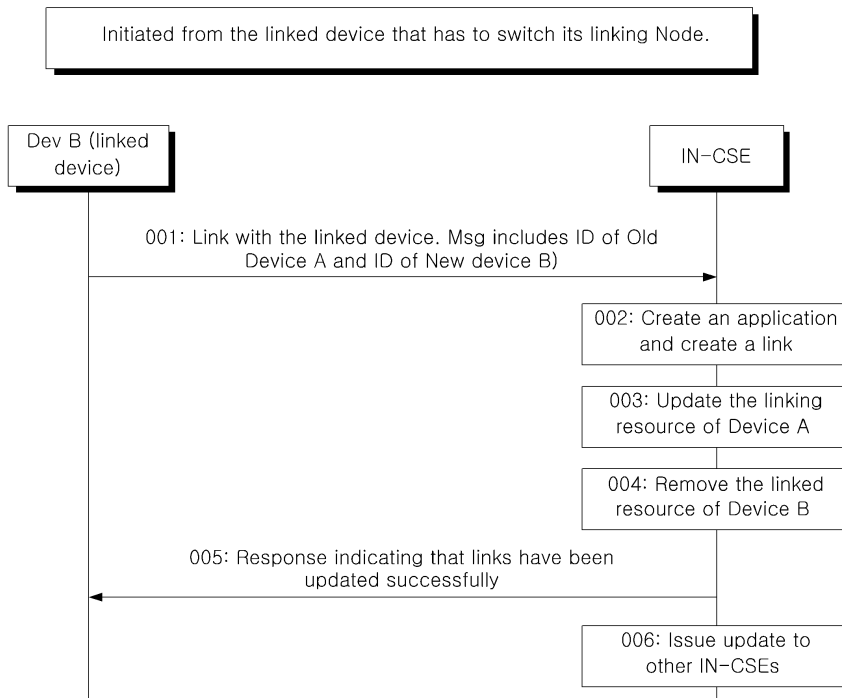 Initiated from the linked device that has to switch its linking Node.
Dev B (linked
device)
IN-CSE
001: Link with the linked device. Msg includes ID of Old
Device A and ID of New device B)
002: Create an application
and create a link
003: Update the linking
resource of Device A
004: Remove the linked
resource of Device B
005: Response indicating that links have been
updated successfully
006: Issue update to
other IN-CSEs